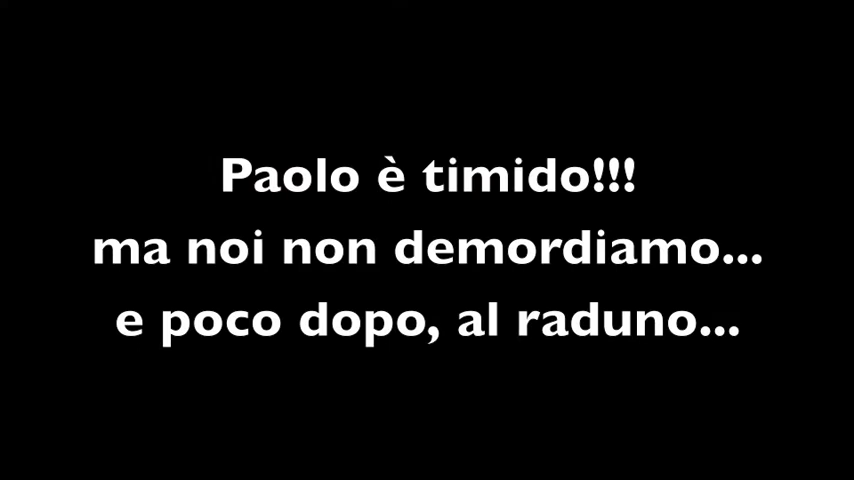 Paolo è timido!!!
ma noi non demordiamo...
e poco dopo, al raduno...